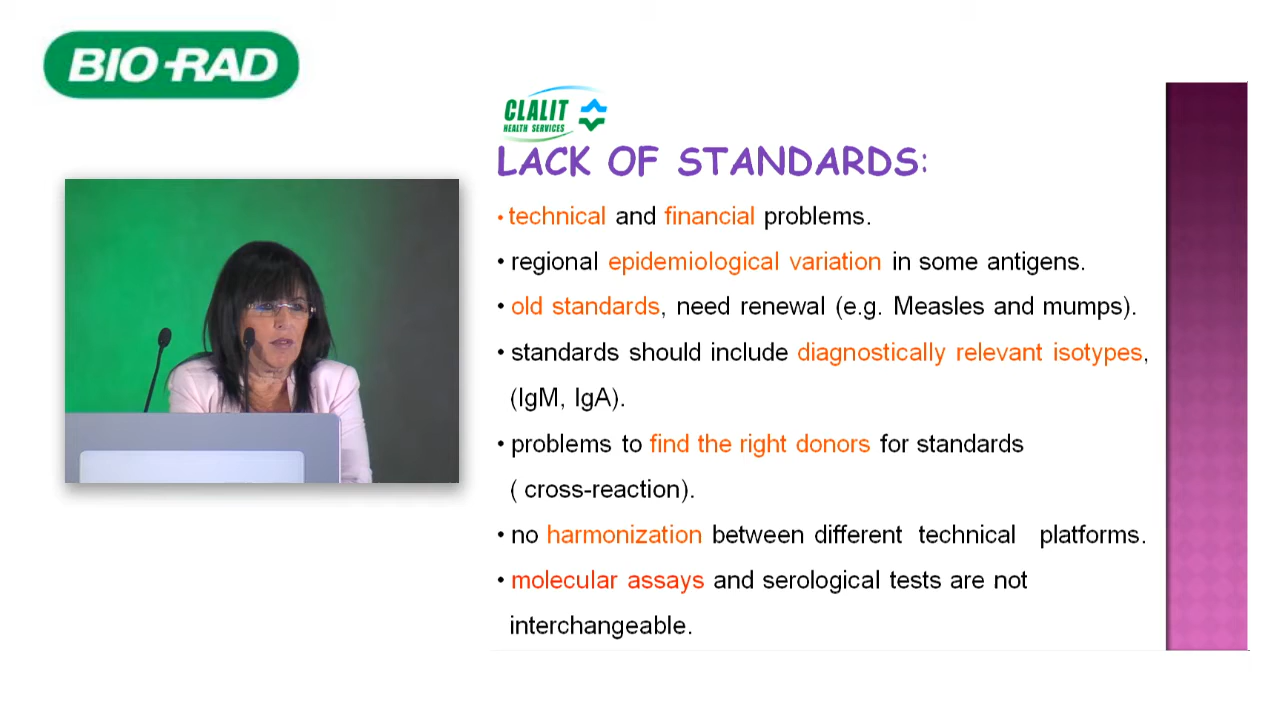 BIO-RAD
CLALIT
HEALTH SERVICES
LACK OF STANDARDS:
• technical and financial problems.
• regional epidemiological variation in some antigens.
• old standards, need renewal (e.g. Measles and mumps).
• standards should include diagnostically relevant isotypes,
(IgM, IgA).
• problems to find the right donors for standards
( cross-reaction).
• no harmonization between different technical platforms.
• molecular assays and serological tests are not
interchangeable.